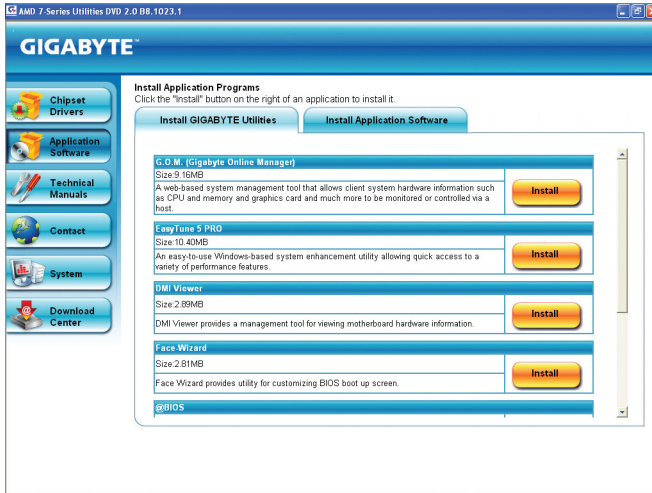 AMD 7-Series Utilities DVD 2.0 B8.1023.1
GIGABYTE™
Chipset
Drivers
Application
Software
Technical
Manuals
Contact
System
Download
Center
Install Application Programs
Click the "Install" button on the right of an application to install it.
Install GIGABYTE Utilities
Install Application Software
G.O.M. (Gigabyte Online Manager)
Size:9.16MB
A web-based system management tool that allows client system hardware information such
as CPU and memory and graphics card and much more to be monitored or controlled via a
host.
Install
EasyTune 5 PRO
Size:10.40MB
An easy-to-use Windows-based system enhancement utility allowing quick access to a
variety of performance features.
Install
DMI Viewer
Size:2.89MB
DMI Viewer provides a management tool for viewing motherboard hardware information.
Install
Face-Wizard
Size:2.81MB
Face Wizard provides utility for customizing BIOS boot up screen.
Install
@BIOS